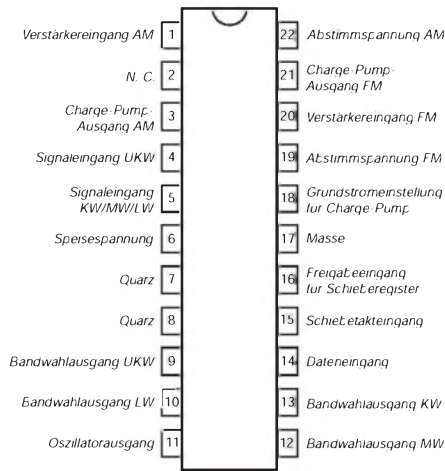 Verstärkereingang AM 1
22 Abstimmspannung AM
N. C. 2
21 Charge-Pump-
Ausgang FM
Charge-Pump-
Ausgang AM 3
20 Verstärkereingang FM
Signaleingang UKW 4
19 Abstimmspannung FM
Signaleingang
KW/MW/LW 5
18 Grundstromeinstellung
für Charge-Pump
Speisespannung 6
17 Masse
Quarz 7
16 Freigabeeingang
für Schieberegister
Quarz 8
15 Schiebetakteingang
Bandwahlausgang UKW 9
14 Dateneingang
Bandwahlausgang LW 10
13 Bandwahlausgang KW
Oszillatorausgang 11
12 Bandwahlausgang MW